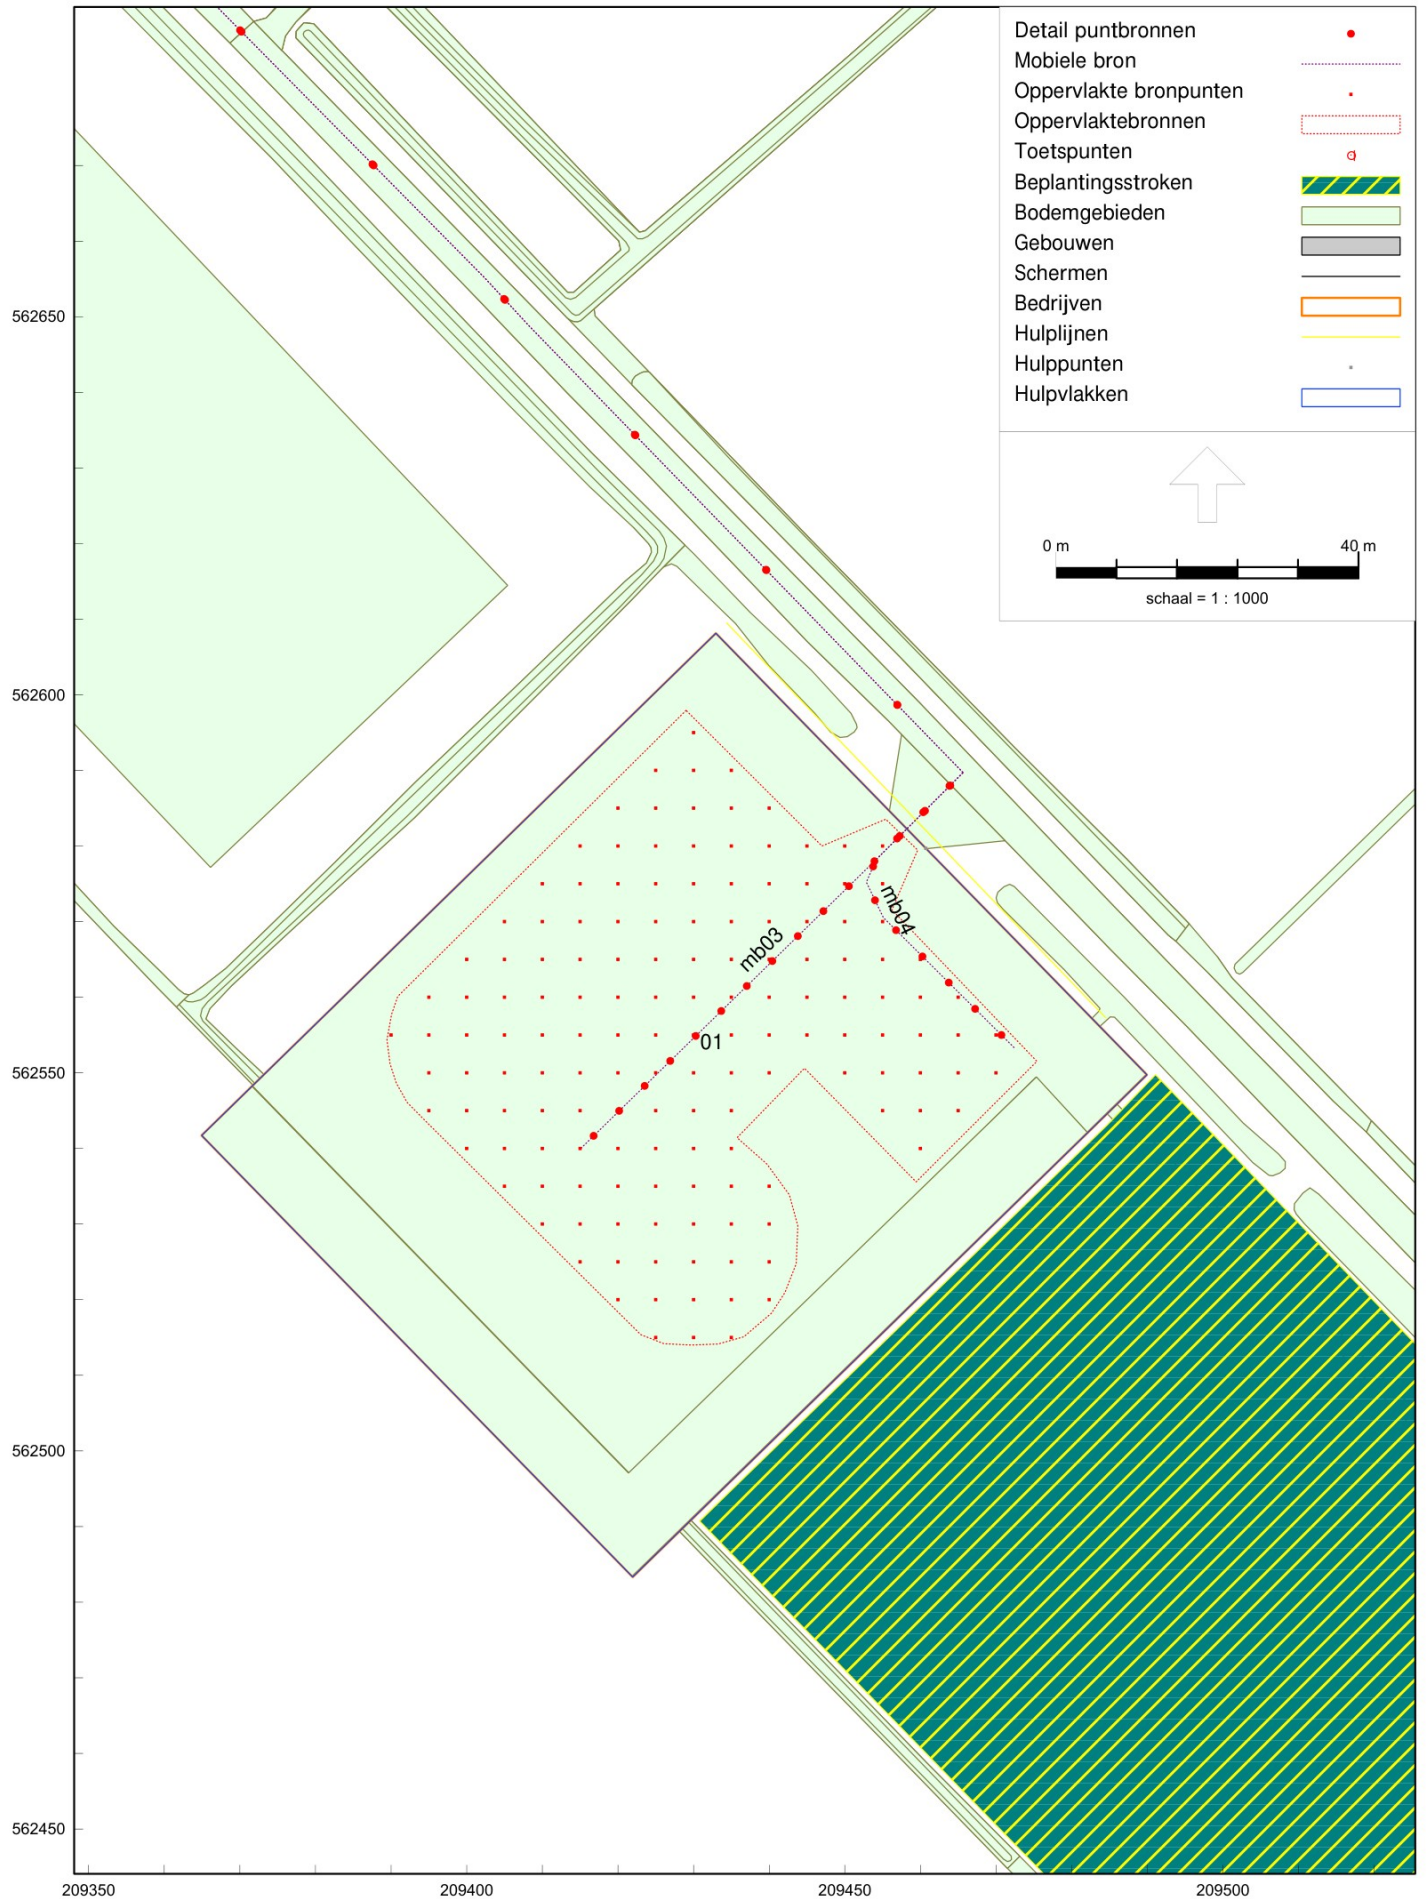 Detail puntbronnen
Mobiele bron
Oppervlakte bronpunten
Oppervlaktebronnen
Toetspunten
Beplantingsstroken
Bodemgebieden
Gebouwen
Schermen
Bedrijven
Hulplijnen
Hulppunten
Hulpvlakken
0 m 40 m
schaal = 1 : 1000
562650
562600
562550
562500
562450
mb04
mb03
01
209350 209400 209450 209500